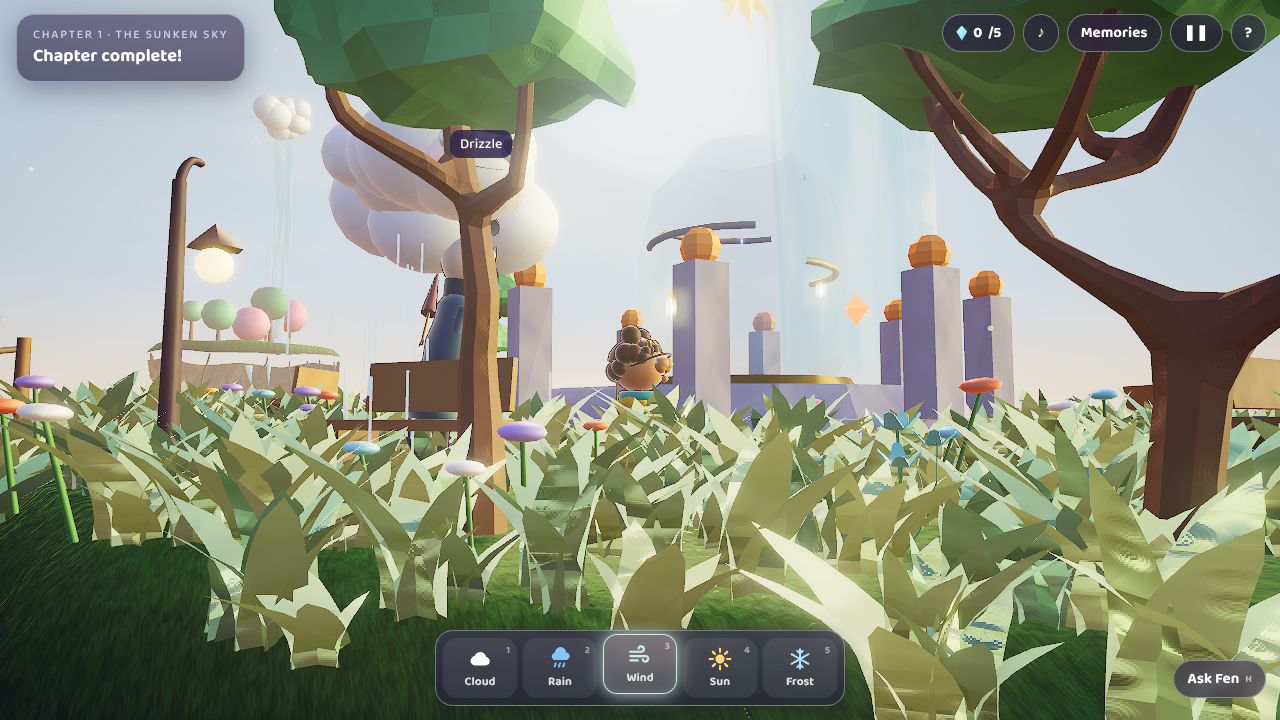 CHAPTER 1 · THE SUNKEN SKY
Chapter complete!
0 /5
♪
Memories
?
Drizzle
1
Cloud
2
Rain
3
Wind
4
Sun
5
Frost
Ask Fen H